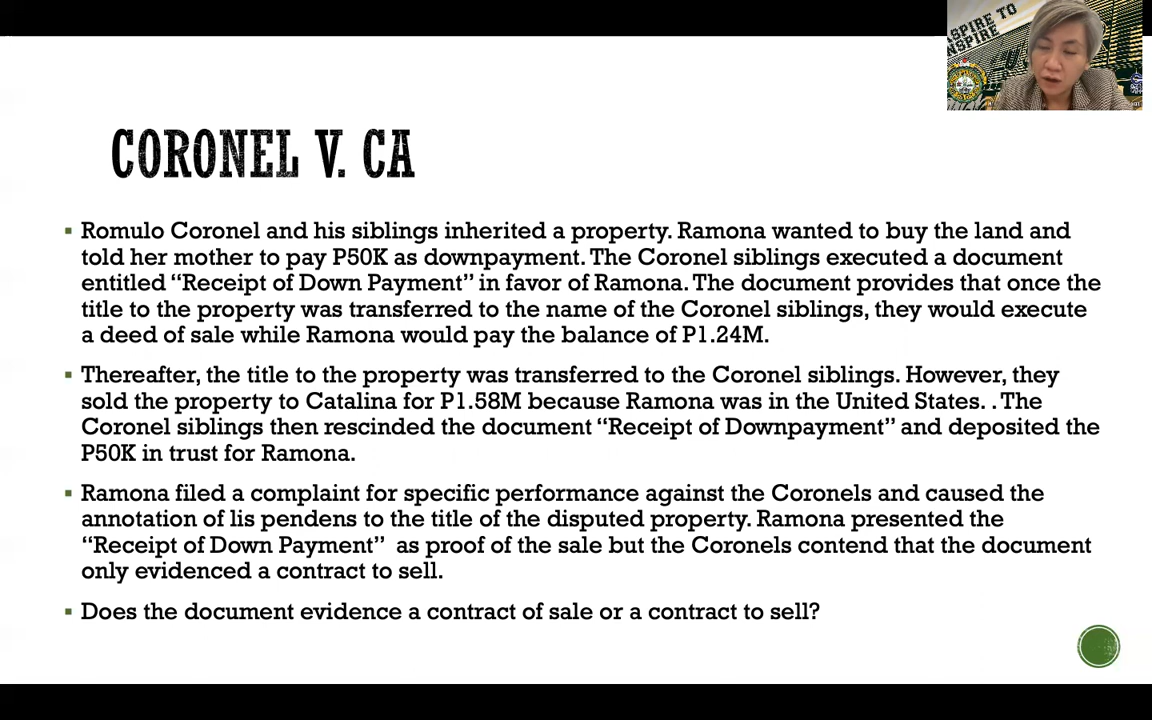 SPIRE TO
NSPIRE
CORONEL V. CA
▪ Romulo Coronel and his siblings inherited a property. Ramona wanted to buy the land and
told her mother to pay P50K as downpayment. The Coronel siblings executed a document
entitled “Receipt of Down Payment” in favor of Ramona. The document provides that once the
title to the property was transferred to the name of the Coronel siblings, they would execute
a deed of sale while Ramona would pay the balance of P1.24M.
▪ Thereafter, the title to the property was transferred to the Coronel siblings. However, they
sold the property to Catalina for P1.58M because Ramona was in the United States. . The
Coronel siblings then rescinded the document “Receipt of Downpayment” and deposited the
P50K in trust for Ramona.
▪ Ramona filed a complaint for specific performance against the Coronels and caused the
annotation of lis pendens to the title of the disputed property. Ramona presented the
“Receipt of Down Payment”  as proof of the sale but the Coronels contend that the document
only evidenced a contract to sell.
▪ Does the document evidence a contract of sale or a contract to sell?